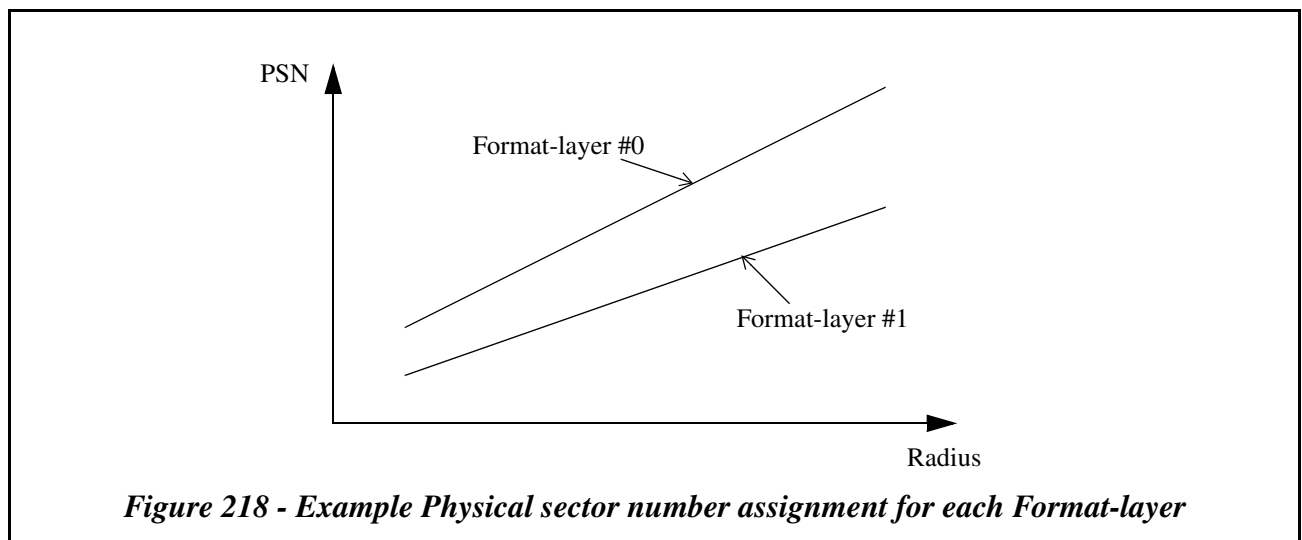 PSN
Format-layer #0
Format-layer #1
Radius
Figure 218 - Example Physical sector number assignment for each Format-layer